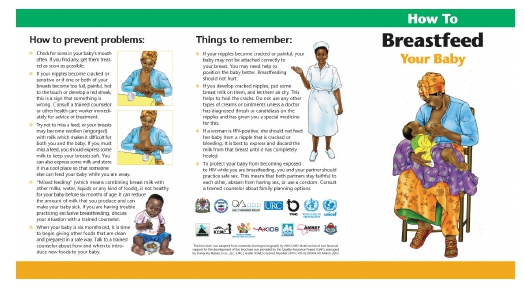 How to prevent problems:
Check for sores in your baby's mouth
often. If you find any, get them treat-
ed as soon as possible.
If your nipples become cracked or
sensitive or if one or both of your
breasts become too full, painful, hot
to the touch or develop a red streak,
this is a sign that something is
wrong. Consult a trained counselor
or other health care worker immedi-
ately for advice or treatment.
Try not to miss a feed, or your breasts
may become swollen (engorged)
with milk which makes it difficult for
both you and the baby. If you must
miss a feed, you should express some
milk to keep your breasts soft. You
can also express some milk and store
it in a cool place so that someone
else can feed your baby while you are away.
"Mixed feeding" (which means combining breast milk with
other milks, water, liquids or any kind of food), is not healthy
for your baby before six months of age. It can reduce
the amount of milk that you produce and can
make your baby sick. If you are having trouble
practicing exclusive breastfeeding, discuss
your situation with a trained counselor.
When your baby is six months old, it is time
to begin giving other foods that are clean
and prepared in a safe way. Talk to a trained
counselor about how and when to intro-
duce new foods to your baby.
Things to remember:
If your nipples become cracked or painful, your
baby may not be attached correctly to
your breast. You may need help to
position the baby better. Breastfeeding
should not hurt.
If you develop cracked nipples, put some
breast milk on them, and let them air dry. This
helps to heal the cracks. Do not use any other
types of creams or ointments unless a doctor
has diagnosed thrush or candidiasis on the
nipples and has given you a special medicine
for this.
If a woman is HIV-positive, she should not feed
her baby from a nipple that is cracked or
bleeding. It is best to express and discard the
milk from that breast until it has completely
healed.
To protect your baby from becoming exposed
to HIV while you are breastfeeding, you and your partner should
practice safe sex. This means that both partners stay faithful to
each other, abstain from having sex, or use a condom. Consult
a trained counselor about family planning options.
URC
unicef
AMREF
How To
Breastfeed
Your Baby